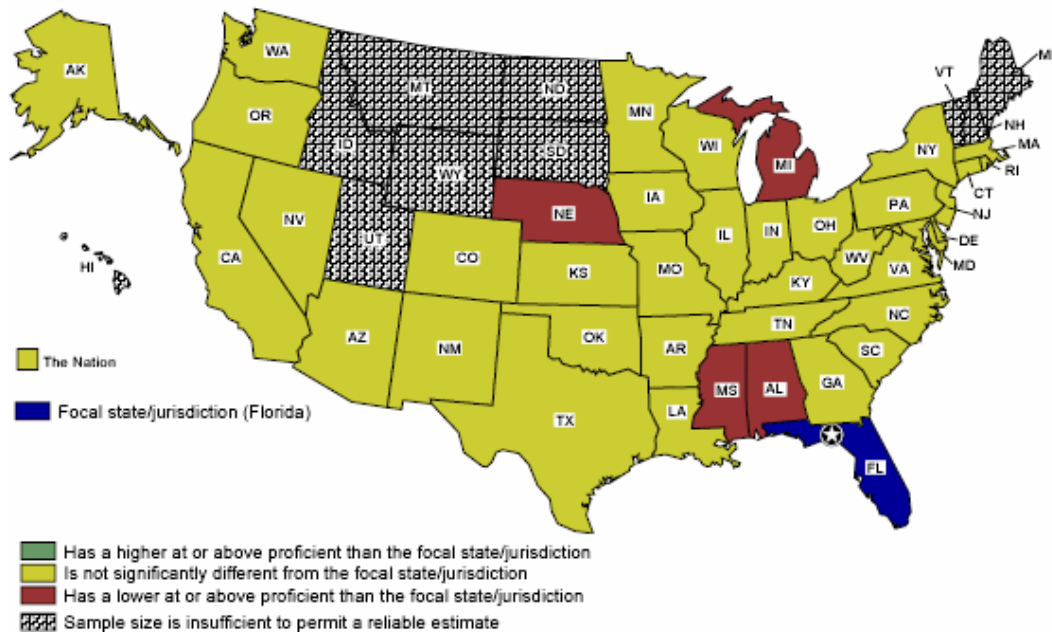 AK
WA
OR
CA
NV
ID
MT
WY
UT
AZ
CO
NM
ND
SD
NE
KS
OK
TX
MN
IA
MO
AR
LA
WI
IL
MI
IN
OH
KY
TN
MS
AL
GA
FL
SC
NC
VA
WV
PA
NY
VT
M
NH
MA
RI
CT
NJ
DE
MD
HI
The Nation
Focal state/jurisdiction (Florida)
Has a higher at or above proficient than the focal state/jurisdiction
Is not significantly different from the focal state/jurisdiction
Has a lower at or above proficient than the focal state/jurisdiction
Sample size is insufficient to permit a reliable estimate